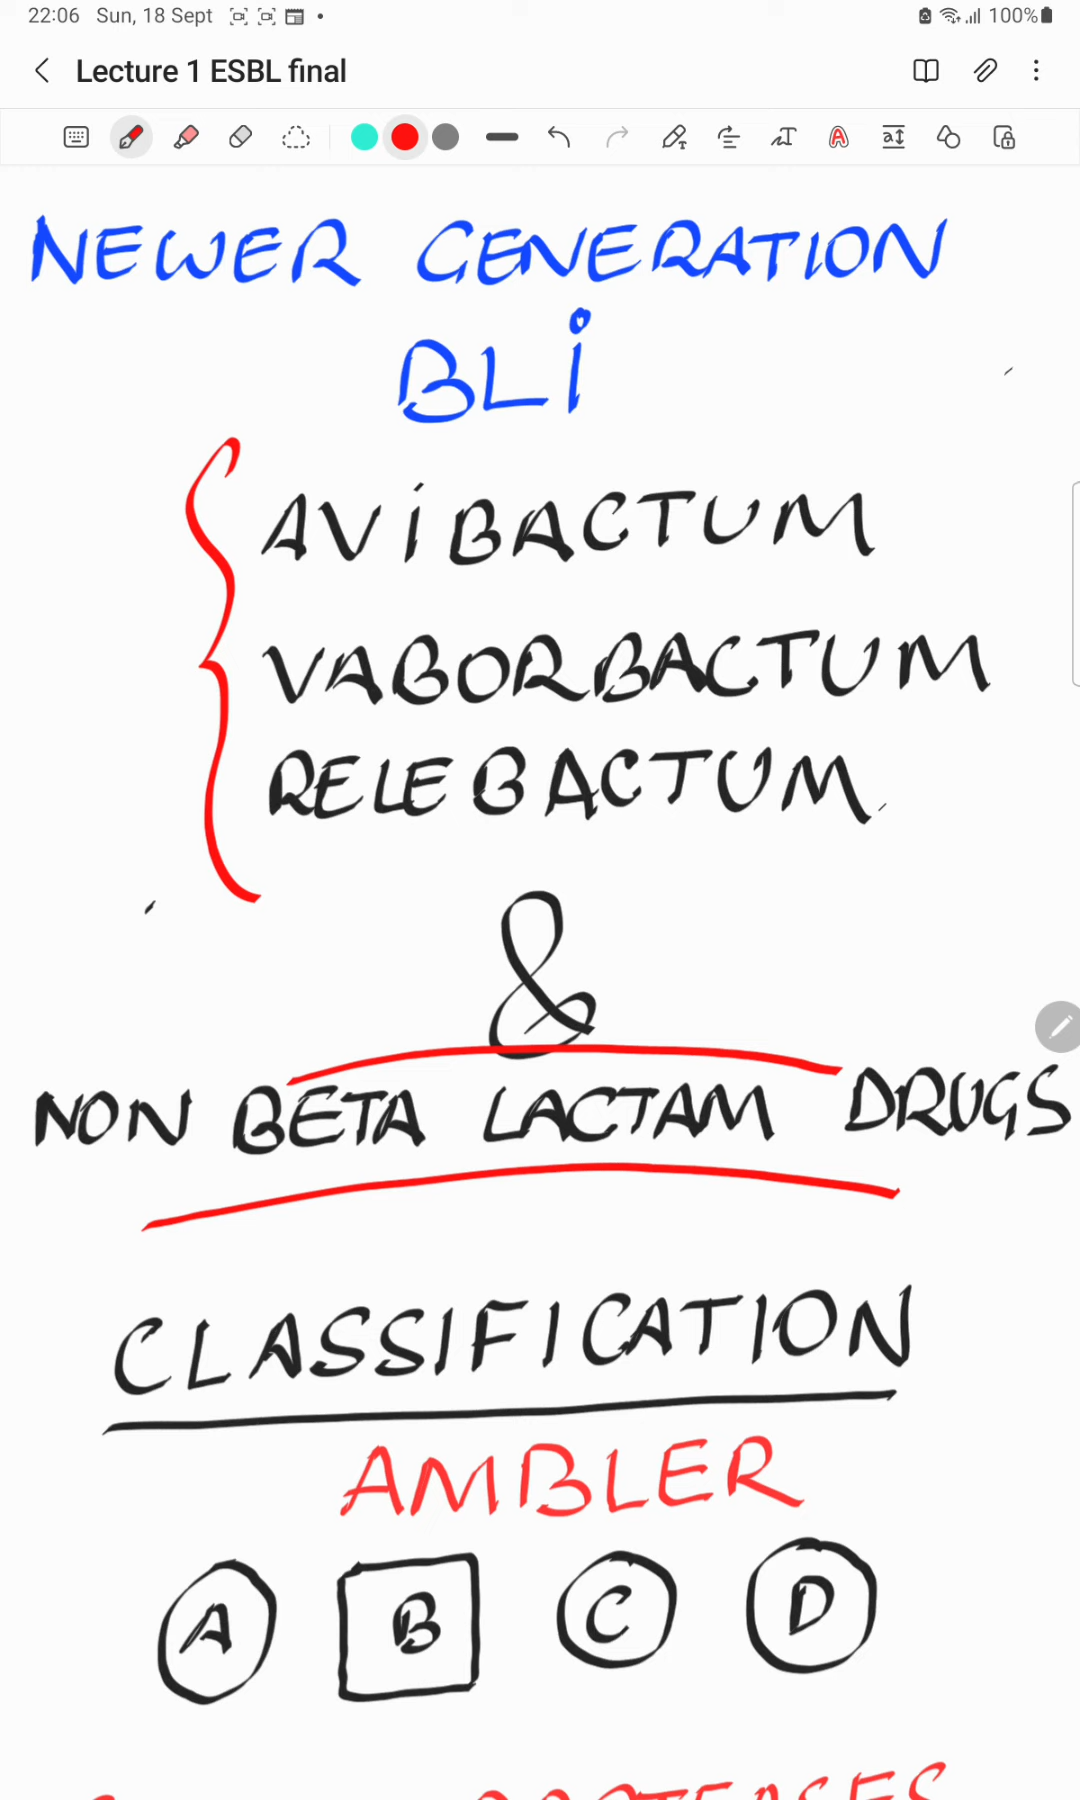 22:06 Sun, 18 Sept 100%
Lecture 1 ESBL final
NEWER GENERATION
BLi
AViBACTUM
VABORBACTUM
RELEBACTUM
&
NON BETA LACTAM DRUGS
CLASSIFICATION
AMBLER
A B C D